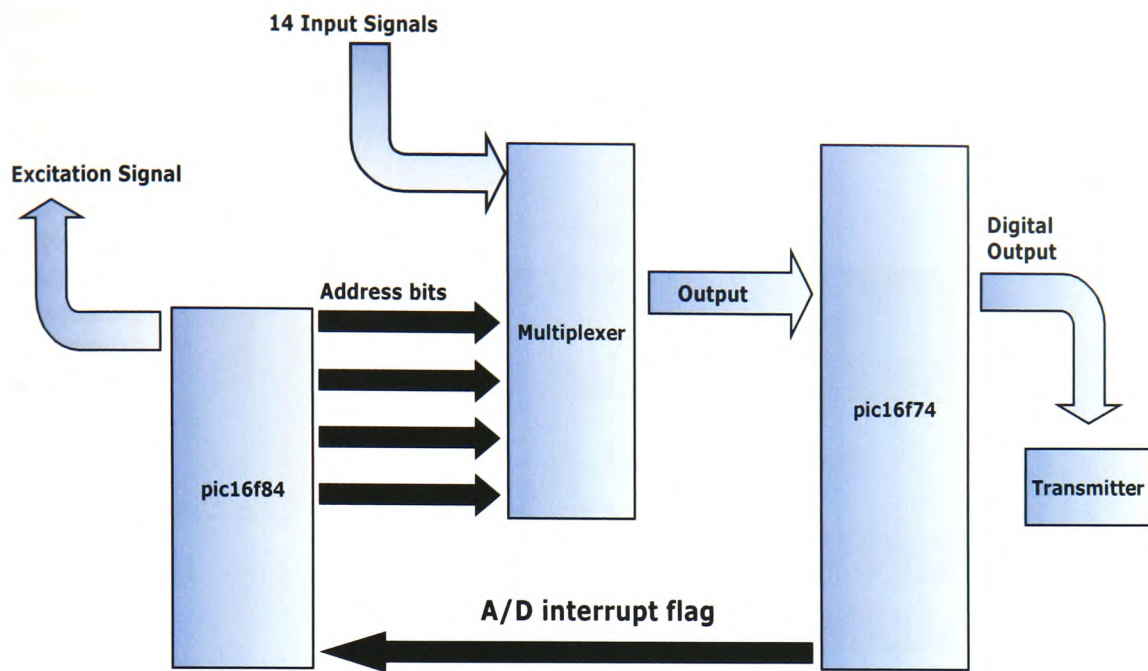 14 Input Signals
Excitation Signal
Address bits
Multiplexer
Output
Digital
Output
pic16f84
pic16f74
Transmitter
A/D interrupt flag